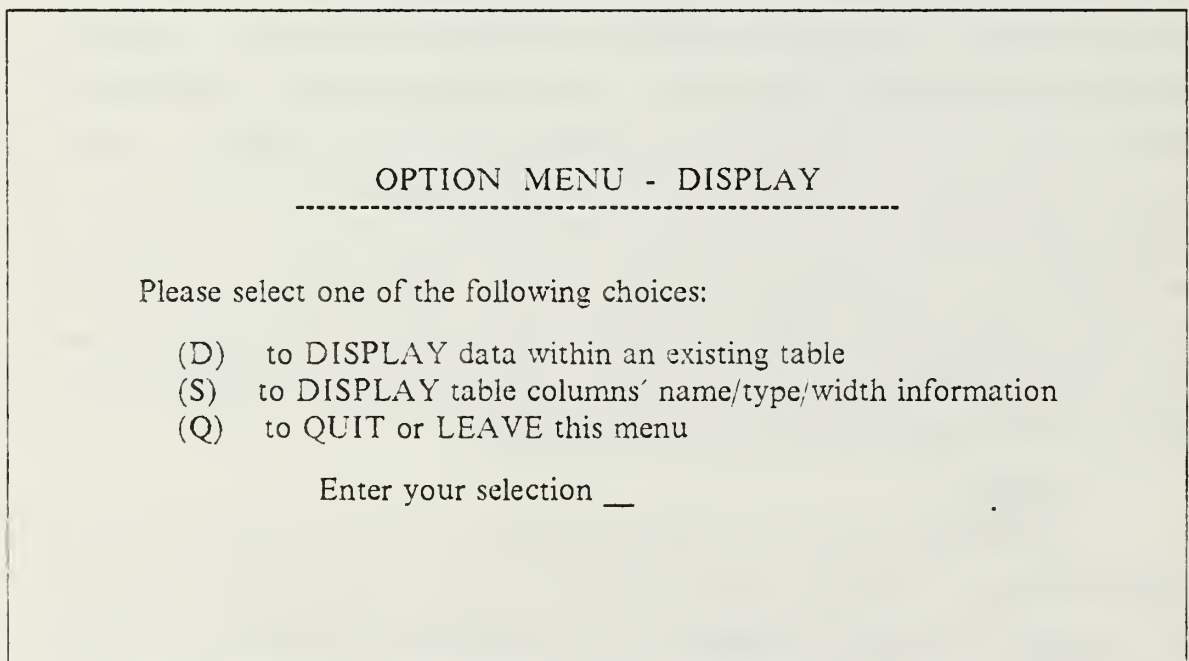 OPTION MENU - DISPLAY
--------------------------------------------------
Please select one of the following choices:
(D) to DISPLAY data within an existing table
(S) to DISPLAY table columns' name/type/width information
(Q) to QUIT or LEAVE this menu
Enter your selection __